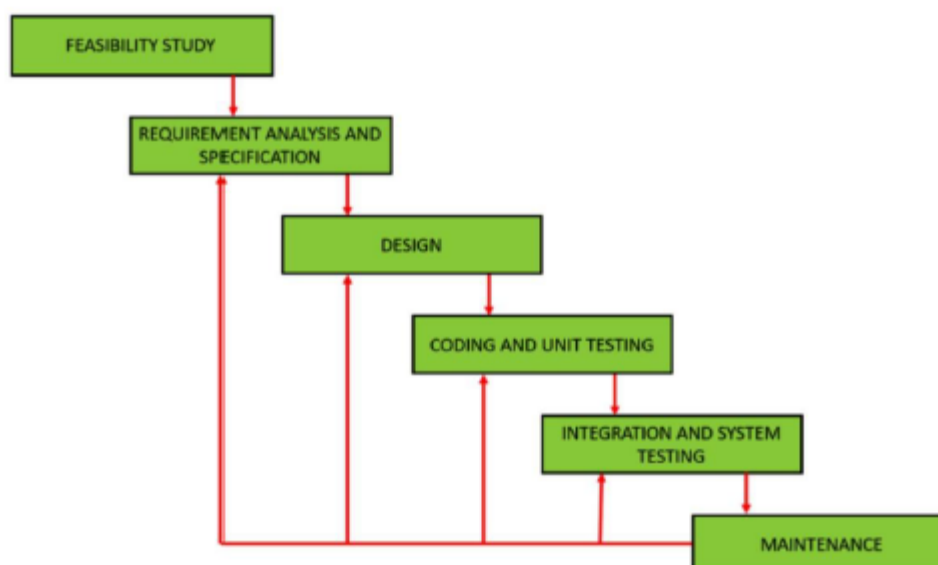 FEASIBILITY STUDY
REQUIREMENT ANALYSIS AND
SPECIFICATION
DESIGN
CODING AND UNIT TESTING
INTEGRATION AND SYSTEM
TESTING
MAINTENANCE